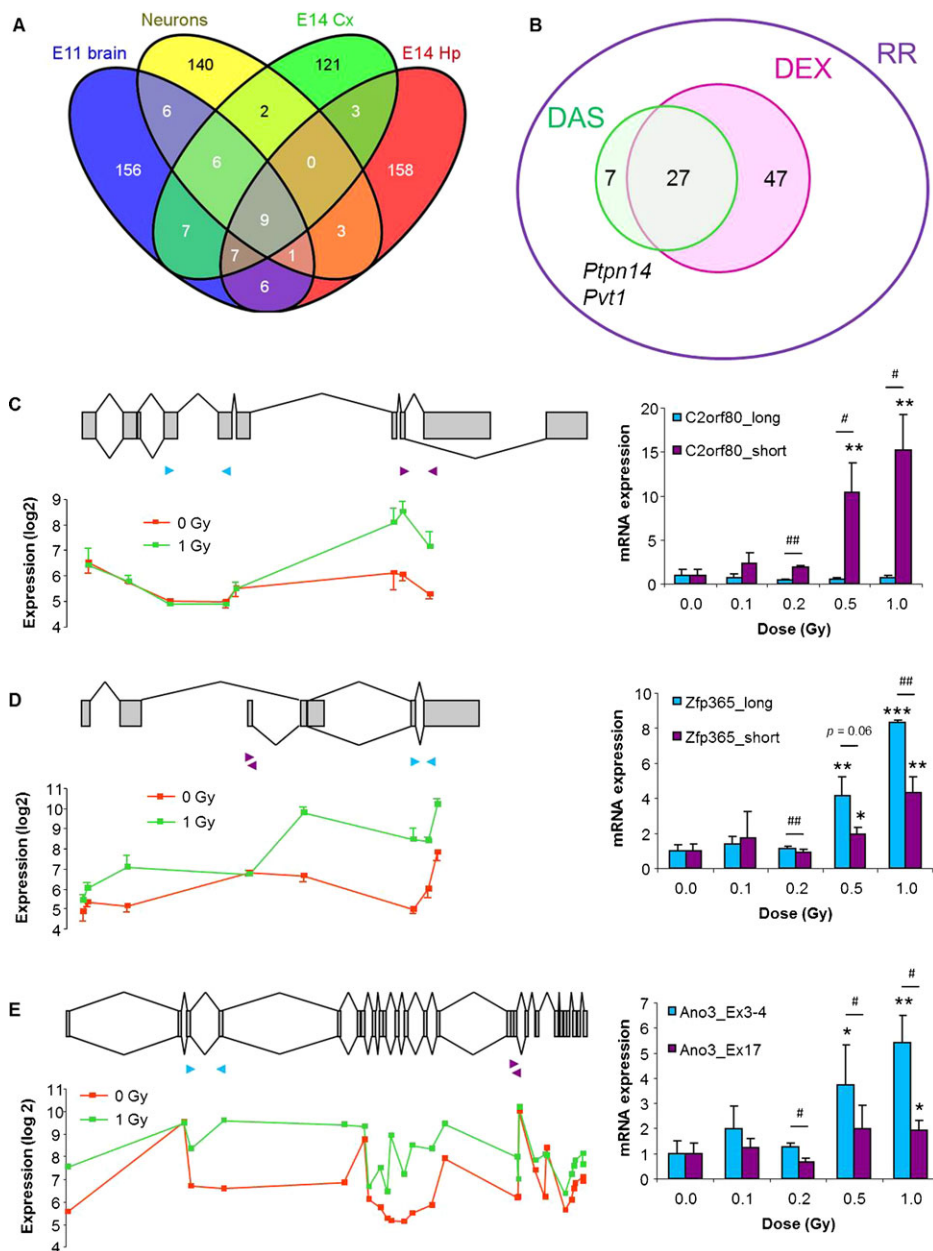 A
Neurons
E14 Cx
E11 brain
E14 Hp
140
121
6
2
3
156
6
0
158
7
9
3
7
1
6
B
RR
DEX
DAS
7
27
47
Ptpn14
Pvt1
C
Expression (log2)
9
8
7
6
5
4
0 Gy
1 Gy
mRNA expression
20
15
10
5
0
C2orf80_long
C2orf80_short
##
#
**
#
**
0.0 0.1 0.2 0.5 1.0
Dose (Gy)
D
Expression (log2)
11
10
9
8
7
6
5
4
0 Gy
1 Gy
mRNA expression
10
8
6
4
2
0
Zfp365_long
Zfp365_short
##
p = 0.06
**
*
##
***
**
0.0 0.1 0.2 0.5 1.0
Dose (Gy)
E
Expression (log 2)
11
10
9
8
7
6
5
4
0 Gy
1 Gy
mRNA expression
7
6
5
4
3
2
1
0
Ano3_Ex3-4
Ano3_Ex17
#
#
*
#
**
*
0.0 0.1 0.2 0.5 1.0
Dose (Gy)